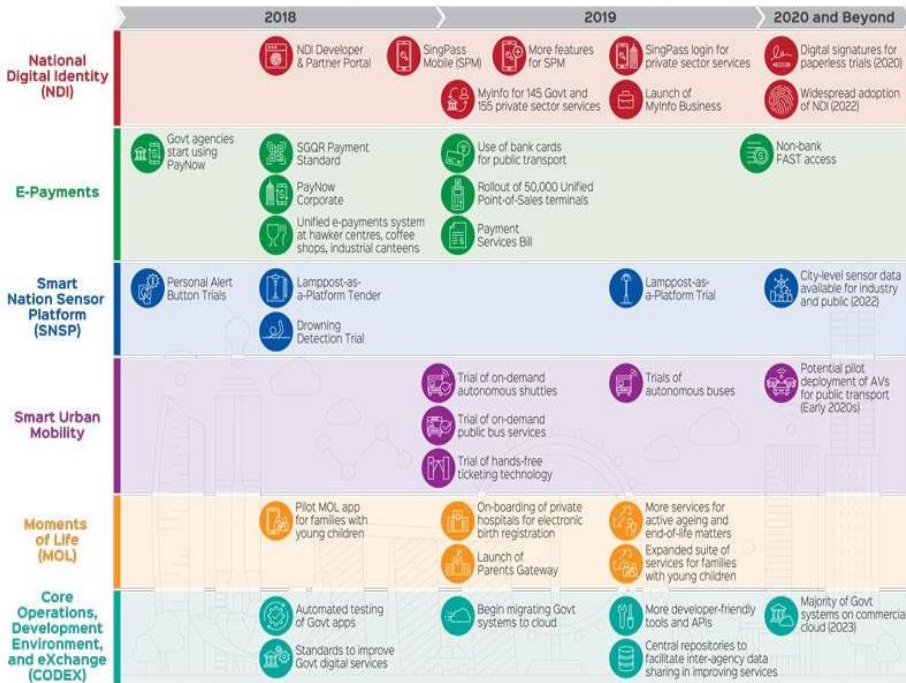 2018
2019
2020 and Beyond
National
Digital Identity
(NDI)
NDI Developer
& Partner Portal
SingPass
Mobile (SPM)
More features
for SPM
SingPass login for
private sector services
Digital signatures for
paperless trials (2020)
MyInfo for 145 Govt and
155 private sector services
Launch of
MyInfo Business
Widespread adoption
of NDI (2022)
E-Payments
Govt agencies
start using
PayNow
SGQR Payment
Standard
Use of bank cards
for public transport
Non-bank
FAST access
PayNow
Corporate
Rollout of 50,000 Unified
Point-of-Sales terminals
Unified e-payments system
at hawker centres, coffee
shops, industrial canteens
Payment
Services Bill
Smart
Nation Sensor
Platform
(SNSP)
Personal Alert
Button Trials
Lamppost-as-
a-Platform Tender
Lamppost-as-
a-Platform Trial
City-level sensor data
available for industry
and public (2022)
Drowning
Detection Trial
Smart Urban
Mobility
Trial of on-demand
autonomous shuttles
Trials of
autonomous buses
Potential pilot
deployment of AVs
for public transport
(Early 2020s)
Trial of on-demand
public bus services
Trial of hands-free
ticketing technology
Moments
of Life
(MOL)
Pilot MOL app
for families with
young children
On-boarding of private
hospitals for electronic
birth registration
More services for
active ageing and
end-of-life matters
Launch of
Parents Gateway
Expanded suite of
services for families
with young children
Core
Operations,
Development
Environment,
and eXchange
(CODEX)
Automated testing
of Govt apps
Begin migrating Govt
systems to cloud
More developer-friendly
tools and APIs
Majority of Govt
systems on commercia
cloud (2023)
Standards to improve
Govt digital services
Central repositories to
facilitate inter-agency data
sharing in improving services